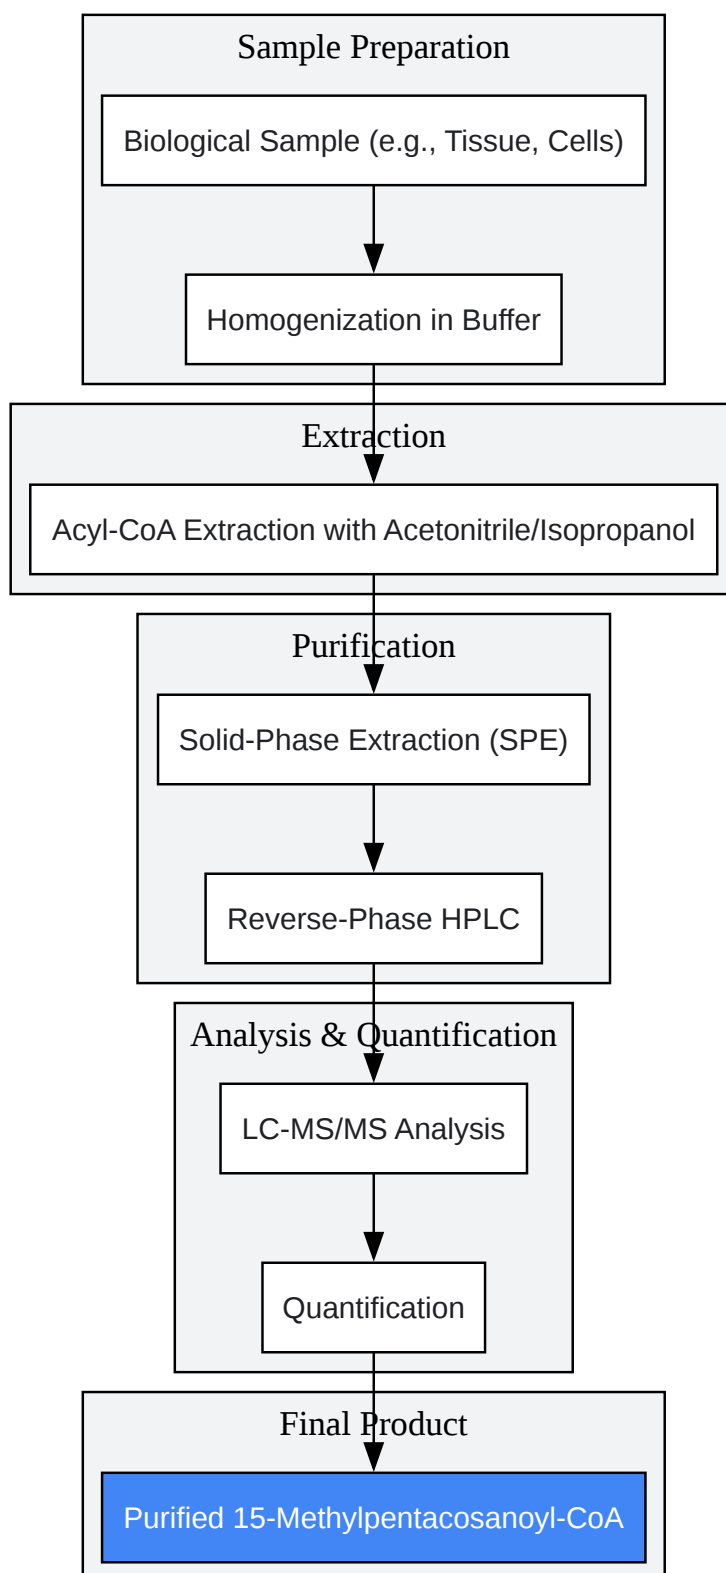 Sample Preparation
Biological Sample (e.g., Tissue, Cells)
Homogenization in Buffer
Extraction
Acyl-CoA Extraction with Acetonitrile/Isopropanol
Purification
Solid-Phase Extraction (SPE)
Reverse-Phase HPLC
Analysis & Quantification
LC-MS/MS Analysis
Quantification
Final Product
Purified 15-Methylpentacosanoyl-CoA